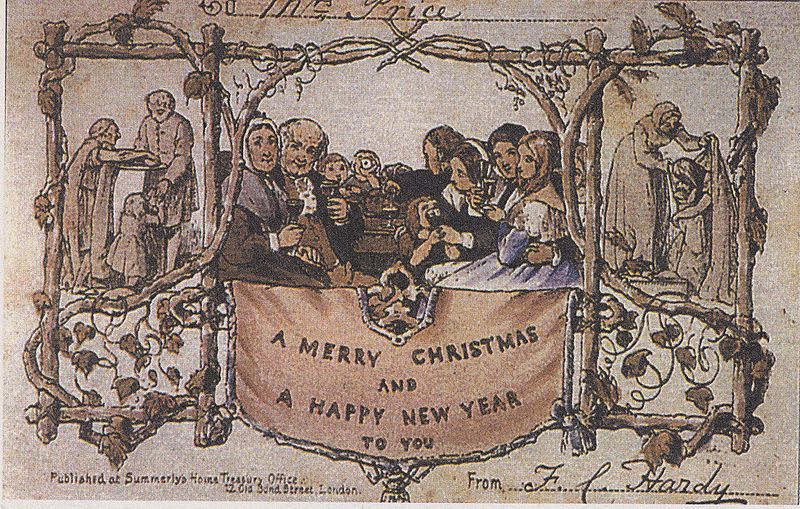 To Mrs. Price
A MERRY CHRISTMAS
AND
A HAPPY NEW YEAR
TO YOU
Published at Summerly's Home Treasury Office
12 Old Bond Street, London.
From F. C. Hardy